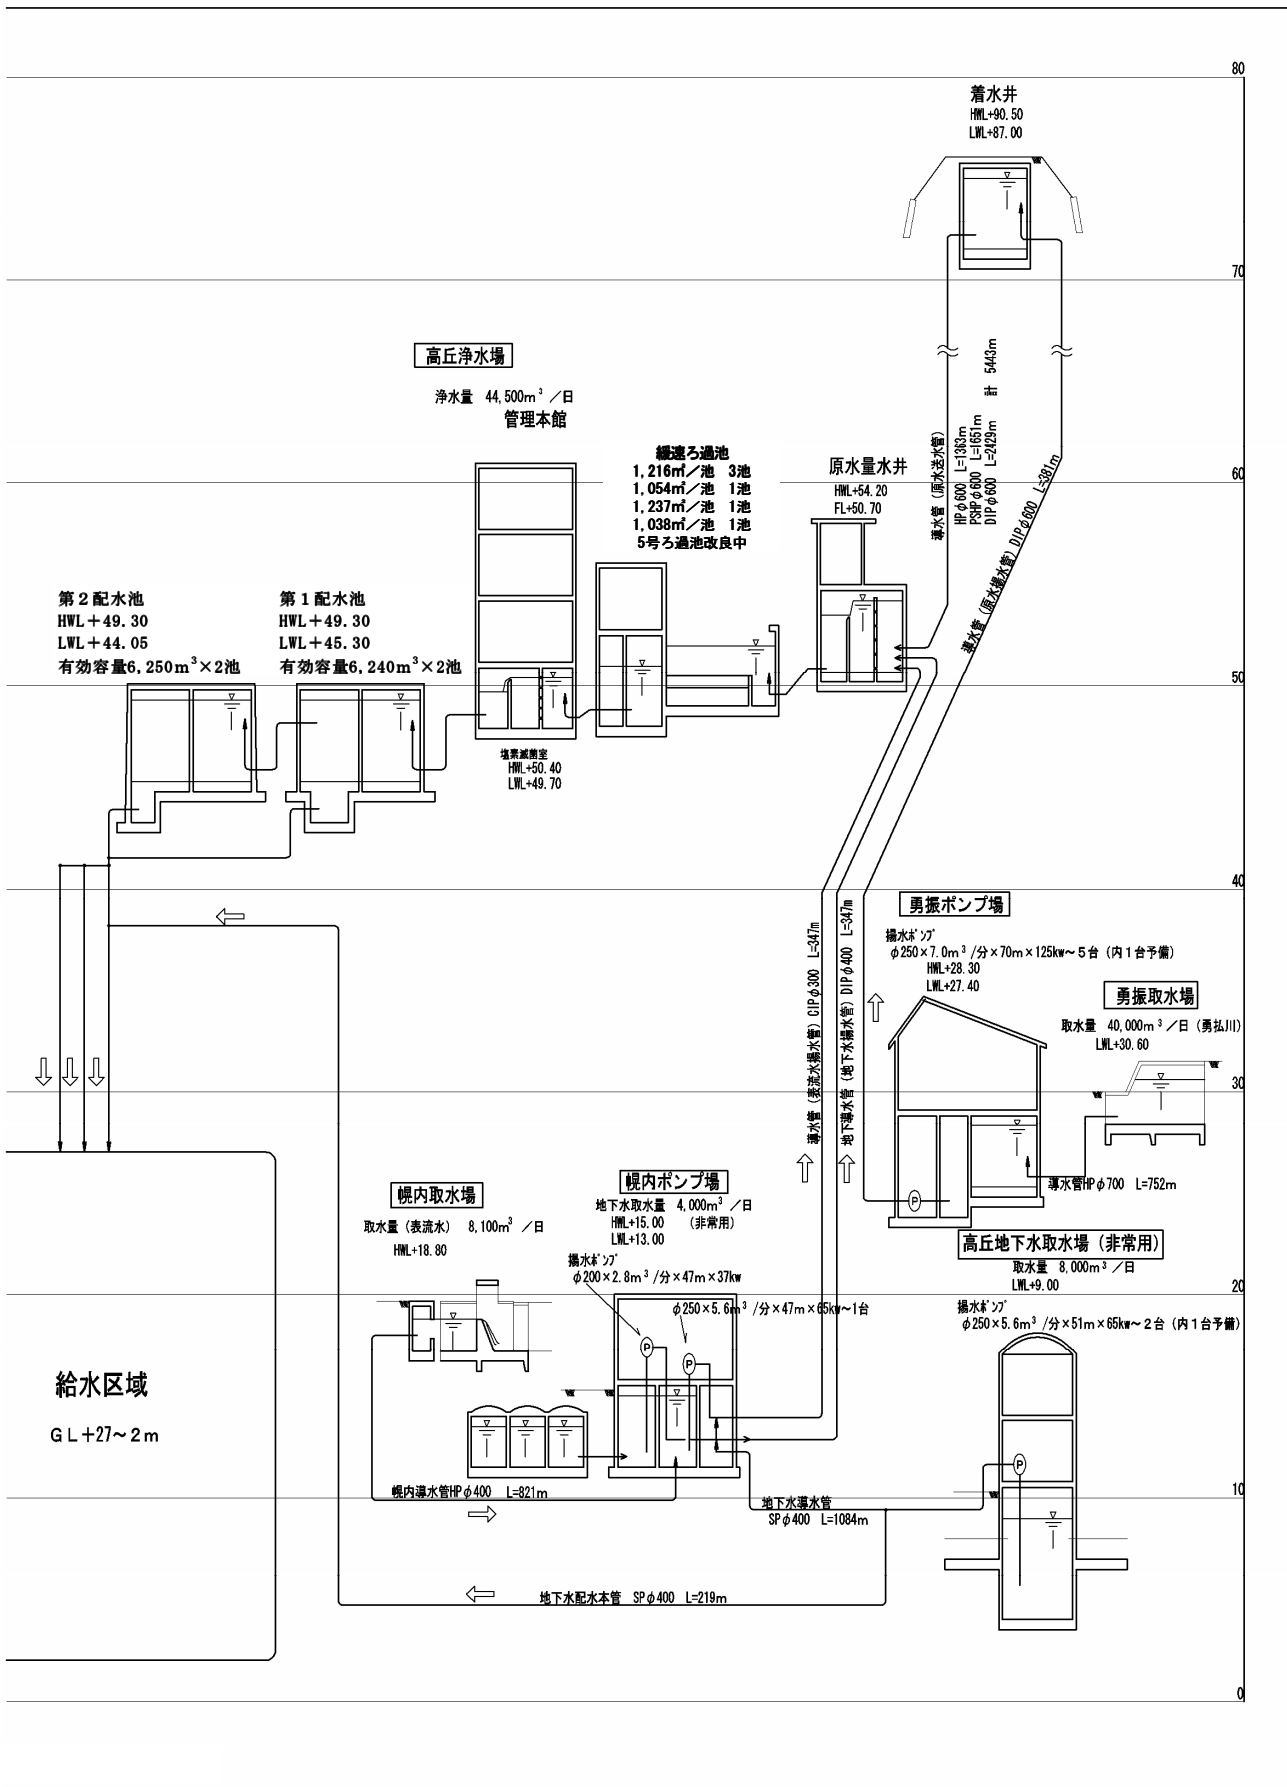 80
着水井
HWL+90.50
LWL+87.00
70
高丘浄水場
浄水量　44,500m³／日
管理本館
緩速ろ過池
1,216㎡／池　3池
1,054㎡／池　1池
1,237㎡／池　1池
1,038㎡／池　1池
5号ろ過池改良中
原水量水井
HWL+54.20
FL+50.70
導水管（原水送水管）
HPφ600　L=1363m
PSHPφ600　L=1651m
DIPφ600　L=2429m
計　5443m
導水管（原水揚水管）DIPφ600　L=381m
60
第２配水池
HWL＋49.30
LWL＋44.05
有効容量6,250m³×2池
第１配水池
HWL＋49.30
LWL＋45.30
有効容量6,240m³×2池
50
塩素滅菌室
HWL+50.40
LWL+49.70
40
勇振ポンプ場
揚水ﾎﾟﾝﾌﾟ
φ250×7.0m³/分×70m×125kw～５台（内１台予備）
HWL+28.30
LWL+27.40
勇振取水場
取水量　40,000m³／日（勇払川）
LWL+30.60
導水管（表流水揚水管）CIPφ300　L=347m
地下導水管（地下水揚水管）DIPφ400　L=347m
30
導水管HPφ700　L=752m
幌内取水場
取水量（表流水）　8,100m³／日
HWL+18.80
幌内ポンプ場
地下水取水量　4,000m³／日
HWL+15.00　（非常用）
LWL+13.00
揚水ﾎﾟﾝﾌﾟ
φ200×2.8m³/分×47m×37kw
φ250×5.6m³/分×47m×65kw～1台
高丘地下水取水場（非常用）
取水量　8,000m³／日
LWL+9.00
揚水ﾎﾟﾝﾌﾟ
φ250×5.6m³/分×51m×65kw～２台（内１台予備）
20
P
P
P
P
給水区域
ＧＬ＋27～２ｍ
幌内導水管HPφ400　L=821m
地下水導水管
SPφ400　L=1084m
10
地下水配水本管　SPφ400　L=219m
0